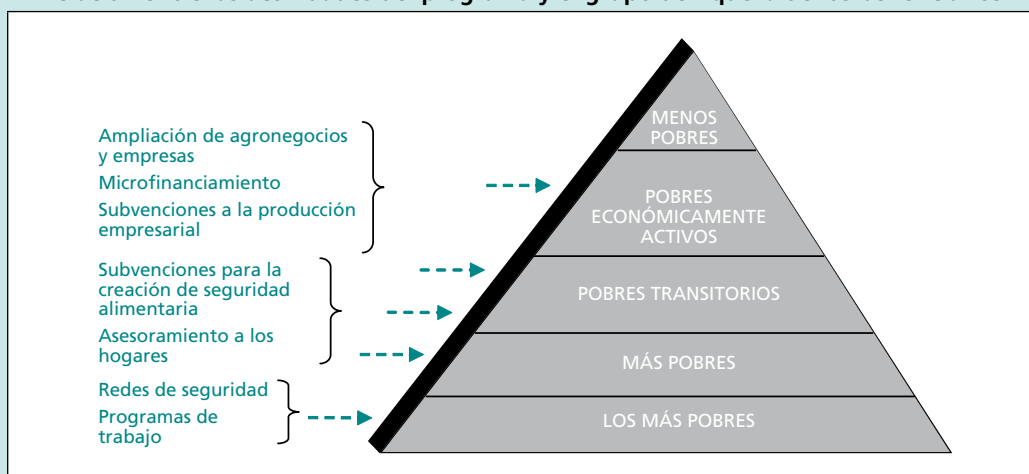 Ampliación de agronegocios
y empresas
Microfinanciamiento
Subvenciones a la producción
empresarial
Subvenciones para la
creación de seguridad
alimentaria
Asesoramiento a los
hogares
Redes de seguridad
Programas de
trabajo
MENOS
POBRES
POBRES
ECONÓMICAMENTE
ACTIVOS
POBRES TRANSITORIOS
MÁS POBRES
LOS MÁS POBRES